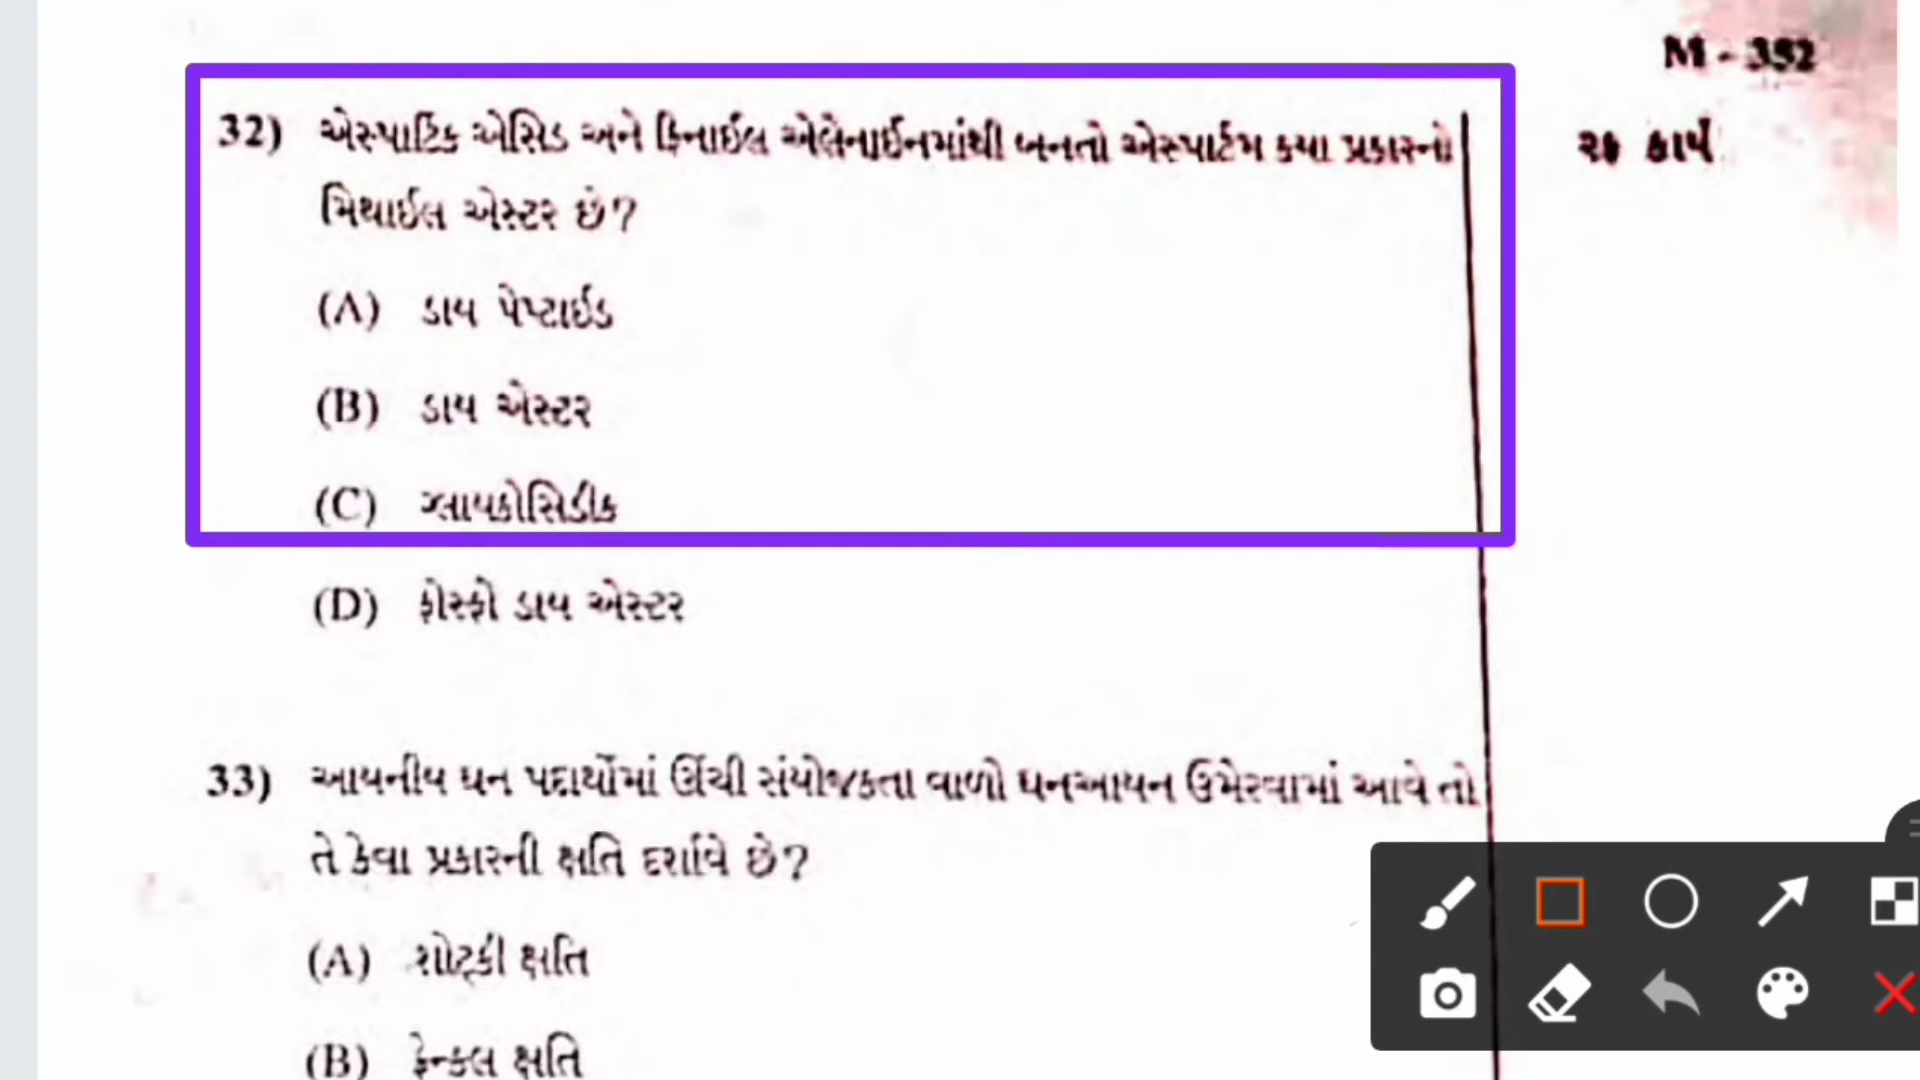 M - 352
32) એસ્પાર્ટિક એસિડ અને ફિનાઈલ એલેનાઈનમાંથી બનતો એસ્પાર્ટમ કયા પ્રકારનો
મિથાઈલ એસ્ટર છે?
(A) ડાય પેપ્ટાઈડ
(B) ડાય એસ્ટર
(C) ગ્લાયકોસિડીક
(D) ફોસ્ફો ડાય એસ્ટર
૨ફ કાર્ય
33) આયનીય ઘન પદાર્થોમાં ઊંચી સંયોજકતા વાળો ધનઆયન ઉમેરવામાં આવે તો
તે કેવા પ્રકારની ક્ષતિ દર્શાવે છે?
(A) શોટ્કી ક્ષતિ
(B) ફ્રેન્કલ ક્ષતિ